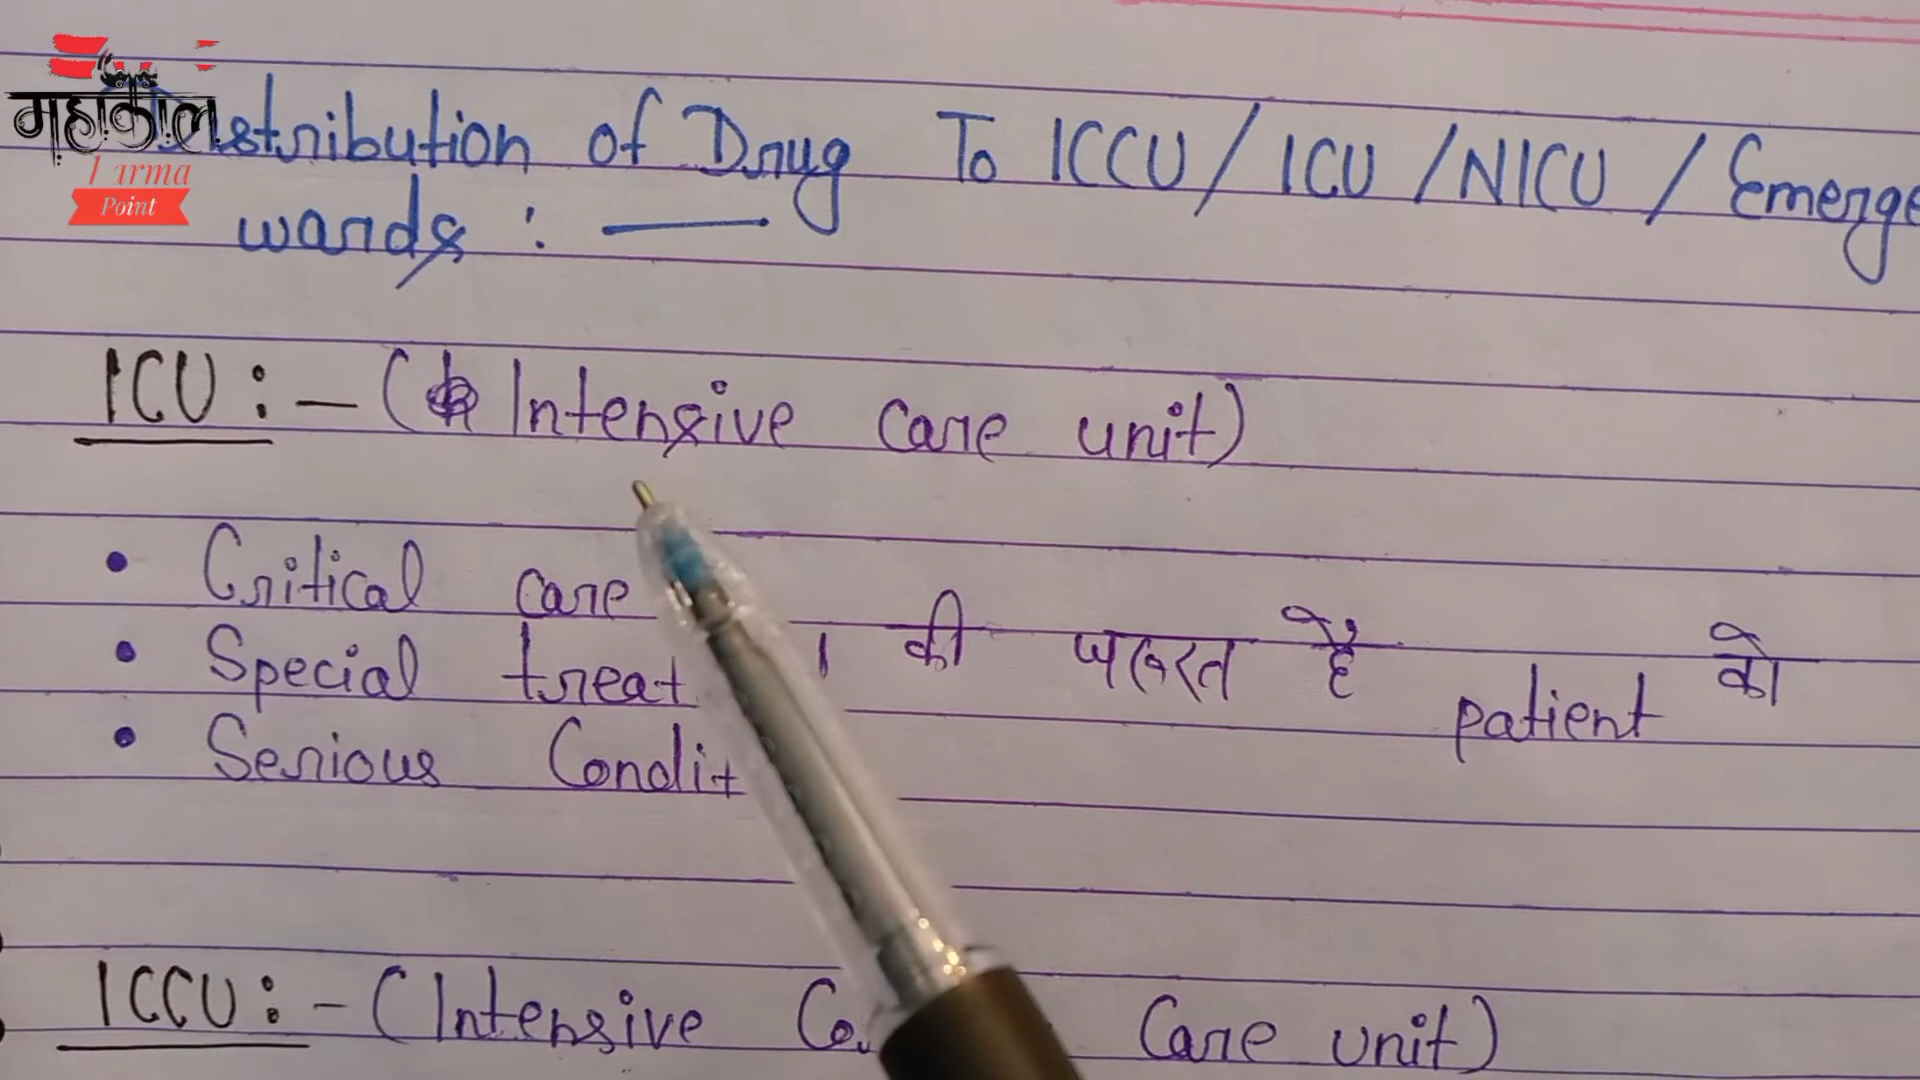 महाकाल
Point
Distribution of Drug To ICCU / ICU / NICU / Emerge
wards : —
ICU : – ( Intensive care unit)
• Critical care
• Special treat की जरूरत है patient को
• Serious Condit
ICCU : – (Intensive Co Care unit)